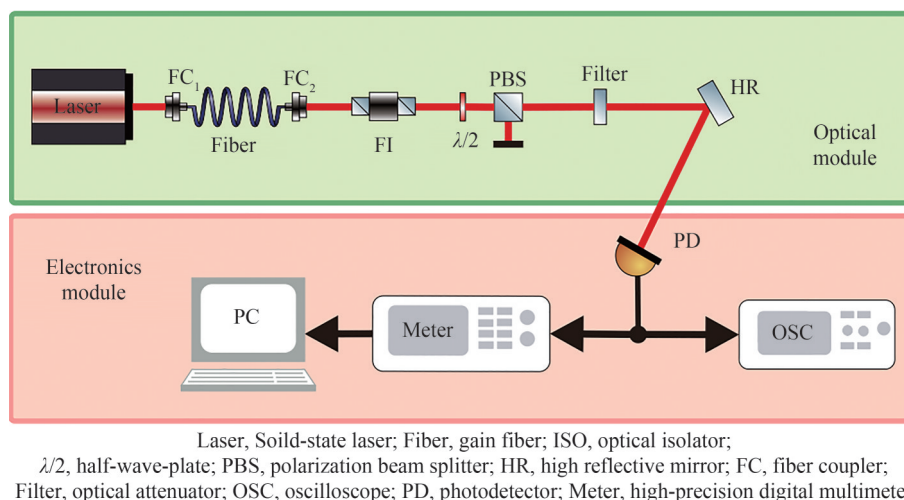 FC₁
FC₂
PBS
Filter
HR
Laser
Fiber
FI
λ/2
Optical
module
Electronics
module
PD
PC
Meter
OSC
Laser, Soild-state laser; Fiber, gain fiber; ISO, optical isolator;
λ/2, half-wave-plate; PBS, polarization beam splitter; HR, high reflective mirror; FC, fiber coupler;
Filter, optical attenuator; OSC, oscilloscope; PD, photodetector; Meter, high-precision digital multimete